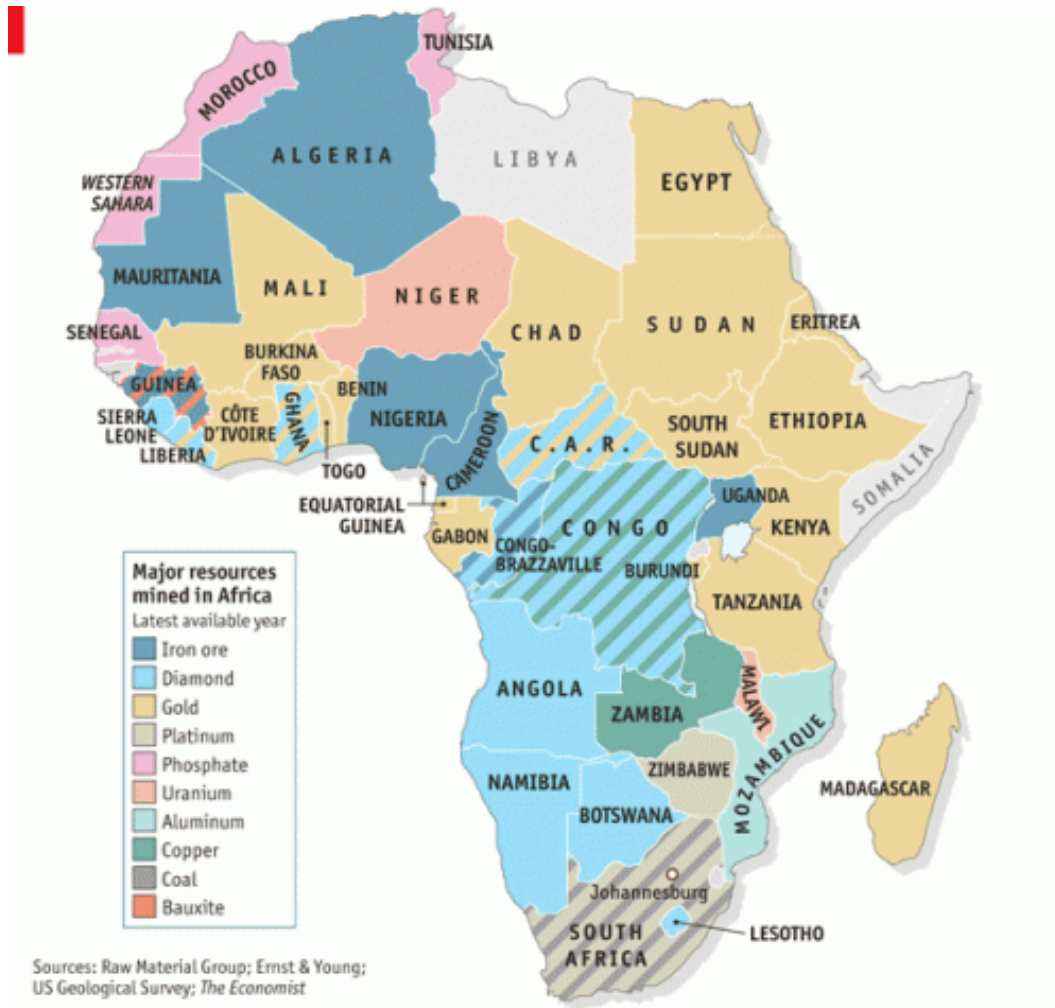 TUNISIA
MOROCCO
ALGERIA
LIBYA
EGYPT
WESTERN
SAHARA
MAURITANIA
MALI
NIGER
CHAD
SUDAN
ERITREA
SENEGAL
BURKINA
FASO
BENIN
GUINEA
GHANA
NIGERIA
SIERRA
LEONE
CÔTE
D'IVOIRE
LIBERIA
TOGO
CAMEROON
C.A.R.
SOUTH
SUDAN
ETHIOPIA
SOMALIA
EQUATORIAL
GUINEA
GABON
CONGO-
BRAZZAVILLE
CONGO
UGANDA
KENYA
BURUNDI
TANZANIA
Major resources
mined in Africa
Latest available year
Iron ore
Diamond
Gold
Platinum
Phosphate
Uranium
Aluminum
Copper
Coal
Bauxite
ANGOLA
ZAMBIA
MALAWI
MOZAMBIQUE
ZIMBABWE
NAMIBIA
BOTSWANA
MADAGASCAR
Johannesburg
SOUTH
AFRICA
LESOTHO
Sources: Raw Material Group; Ernst & Young;
US Geological Survey; The Economist